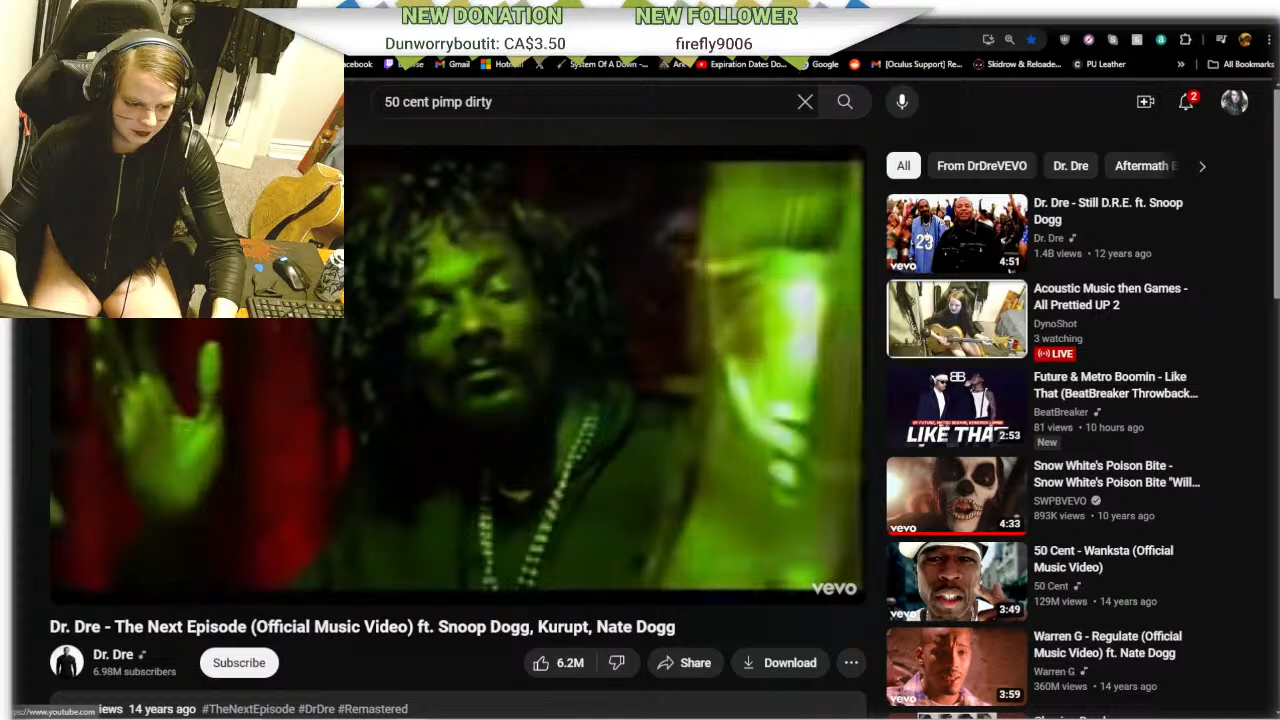 NEW DONATION
NEW FOLLOWER
Dunworryboutit: CA$3.50
firefly9006
Gmail
System Of A Down -...
Expiration Dates Do...
Google
[Oculus Support] Re...
Skidrow & Reloade...
PU Leather
»
All Bookmarks
50 cent pimp dirty
2
All
From DrDreVEVO
Dr. Dre
Aftermath
23
vevo
4:51
Dr. Dre - Still D.R.E. ft. Snoop
Dogg
Dr. Dre
1.4B views • 12 years ago
Acoustic Music then Games -
All Prettied UP 2
DynoShot
3 watching
LIVE
LIKE THA
2:53
Future & Metro Boomin - Like
That (BeatBreaker Throwback...
BeatBreaker
81 views • 10 hours ago
New
vevo
4:33
Snow White's Poison Bite -
Snow White's Poison Bite "Will...
SWPBVEVO
893K views • 10 years ago
vevo
3:49
50 Cent - Wanksta (Official
Music Video)
50 Cent
129M views • 14 years ago
vevo
3:59
Warren G - Regulate (Official
Music Video) ft. Nate Dogg
Warren G
360M views • 14 years ago
vevo
Dr. Dre - The Next Episode (Official Music Video) ft. Snoop Dogg, Kurupt, Nate Dogg
Dr. Dre
6.98M subscribers
Subscribe
6.2M
Share
Download
iews 14 years ago #TheNextEpisode #DrDre #Remastered
ps://www.youtube.com